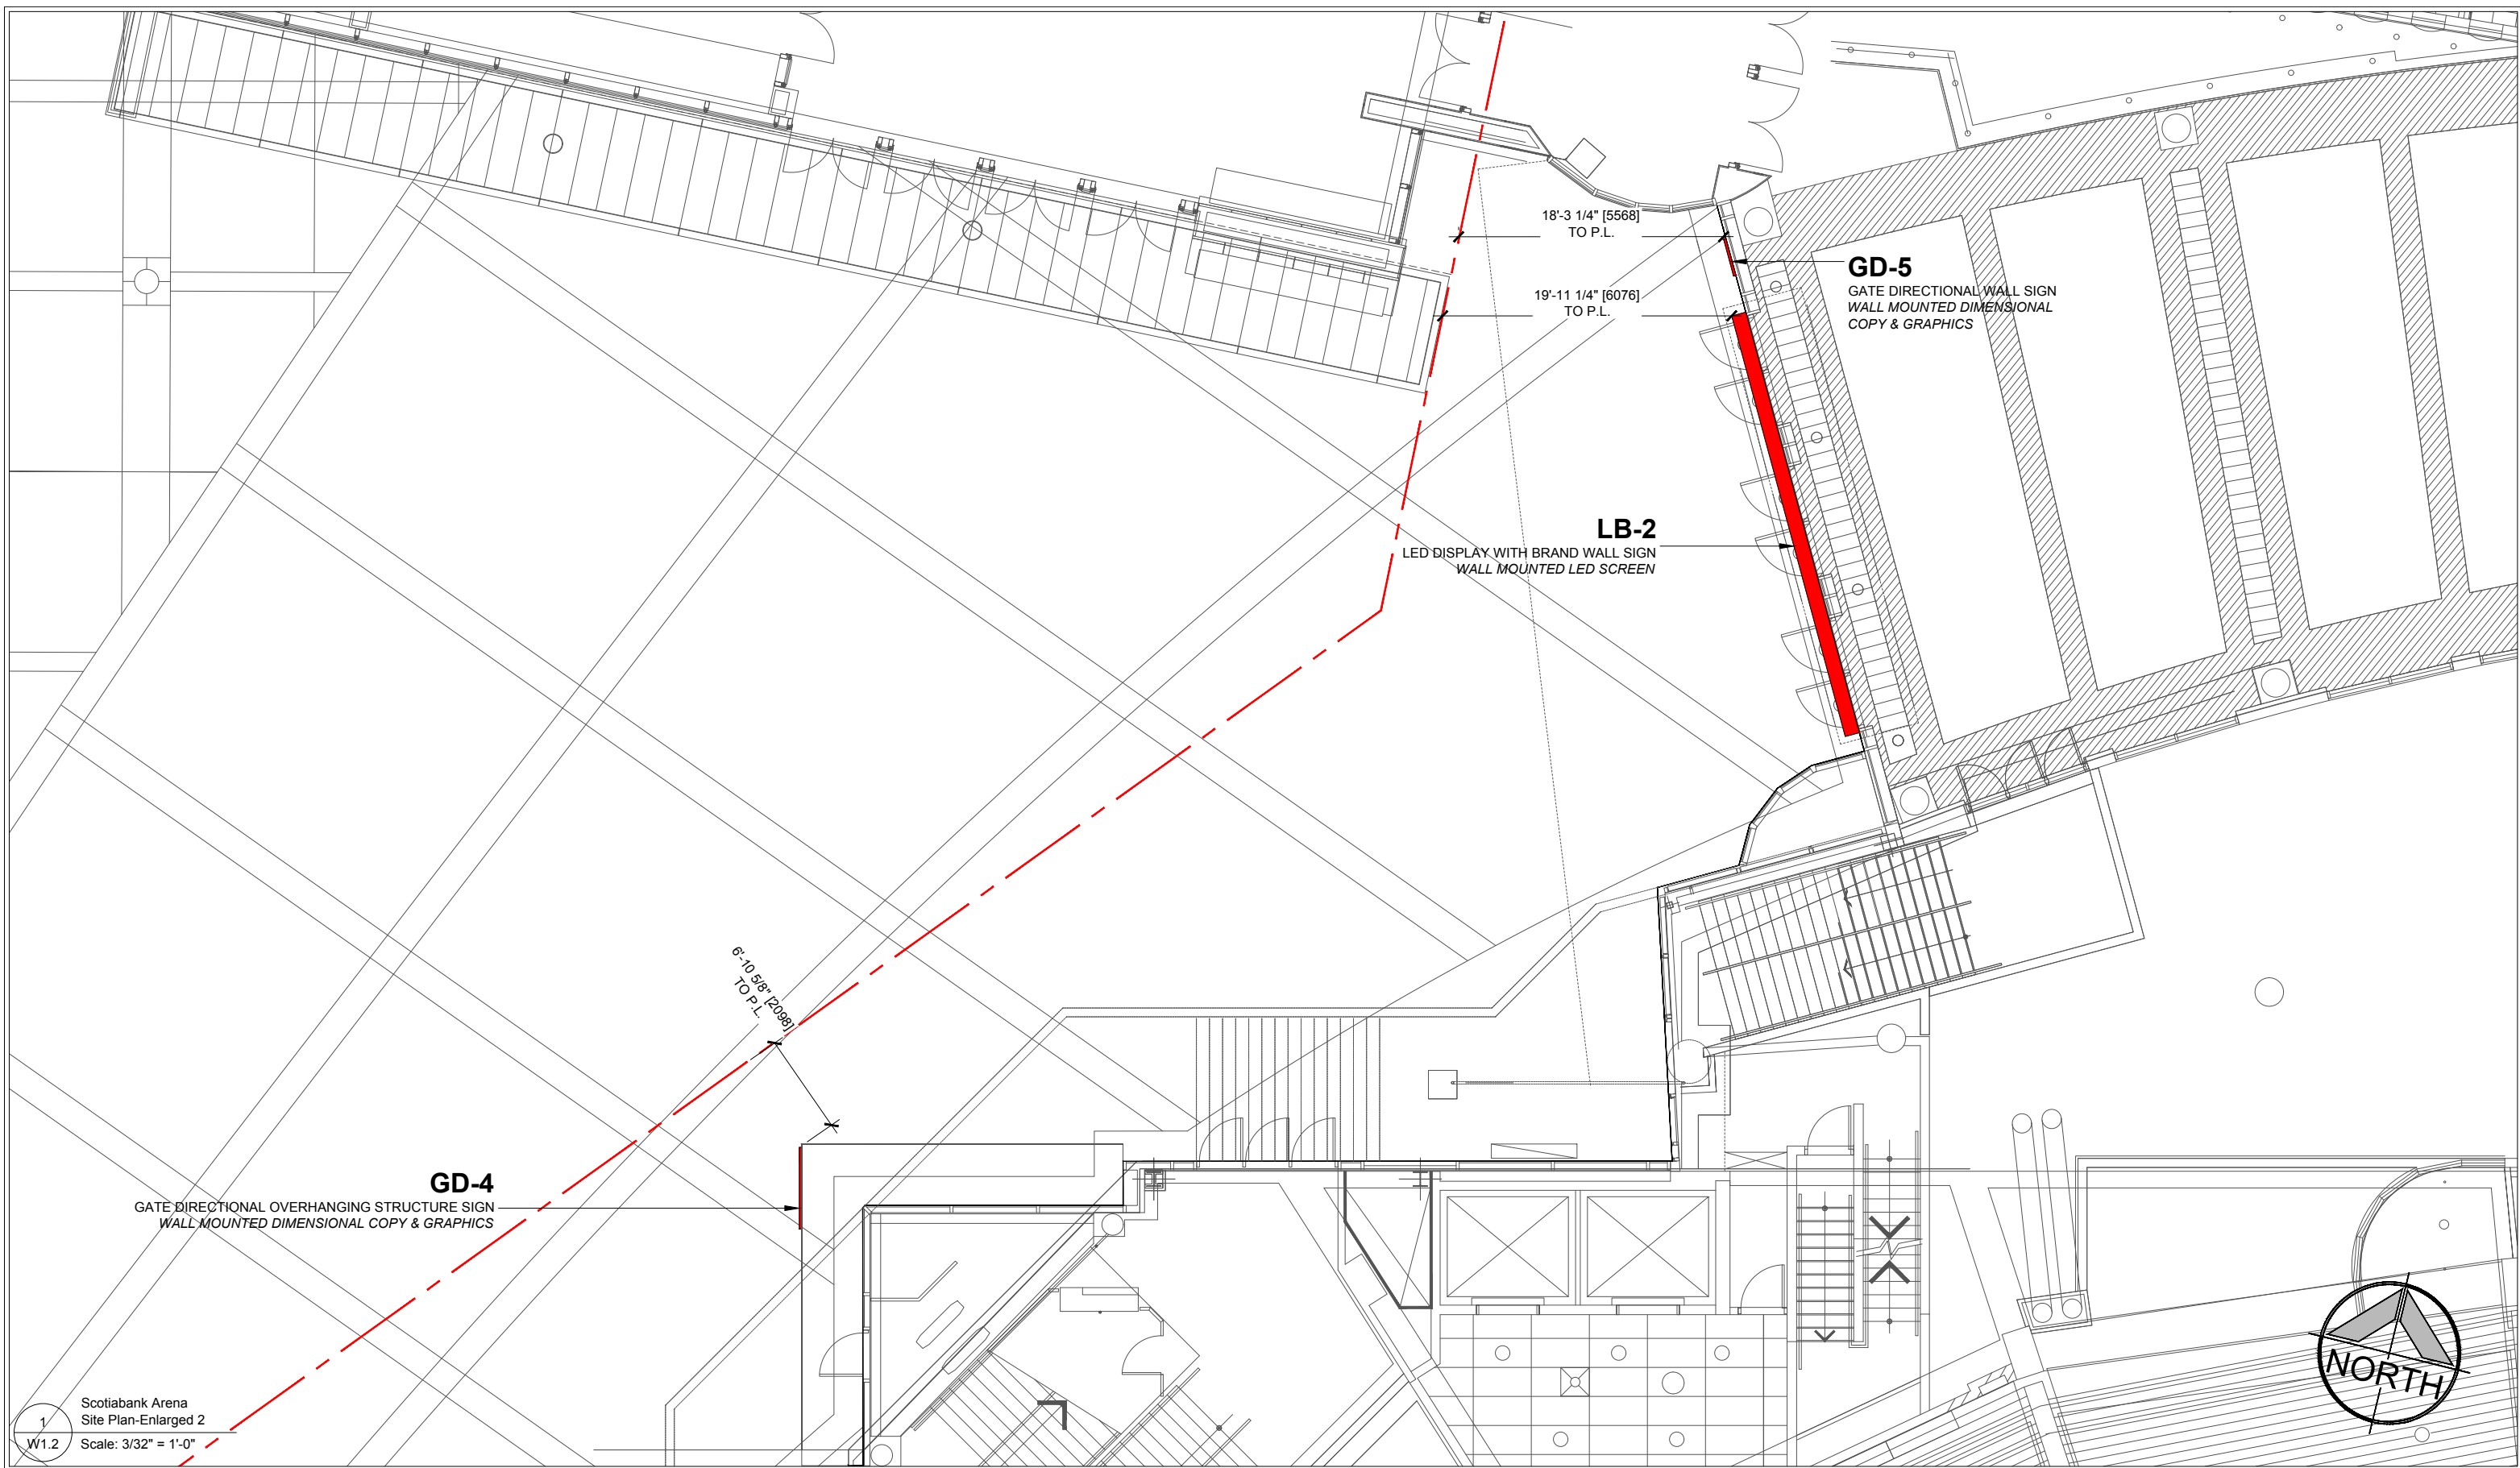 18'-3 1/4" [5568]
TO P.L.
GD-5
GATE DIRECTIONAL WALL SIGN
WALL MOUNTED DIMENSIONAL
COPY & GRAPHICS
19'-11 1/4" [6076]
TO P.L.
LB-2
LED DISPLAY WITH BRAND WALL SIGN
WALL MOUNTED LED SCREEN
6'-10 5/8" [2098]
TO P.L.
GD-4
GATE DIRECTIONAL OVERHANGING STRUCTURE SIGN
WALL MOUNTED DIMENSIONAL COPY & GRAPHICS
NORTH
1
W1.2
Scotiabank Arena
Site Plan-Enlarged 2
Scale: 3/32" = 1'-0"